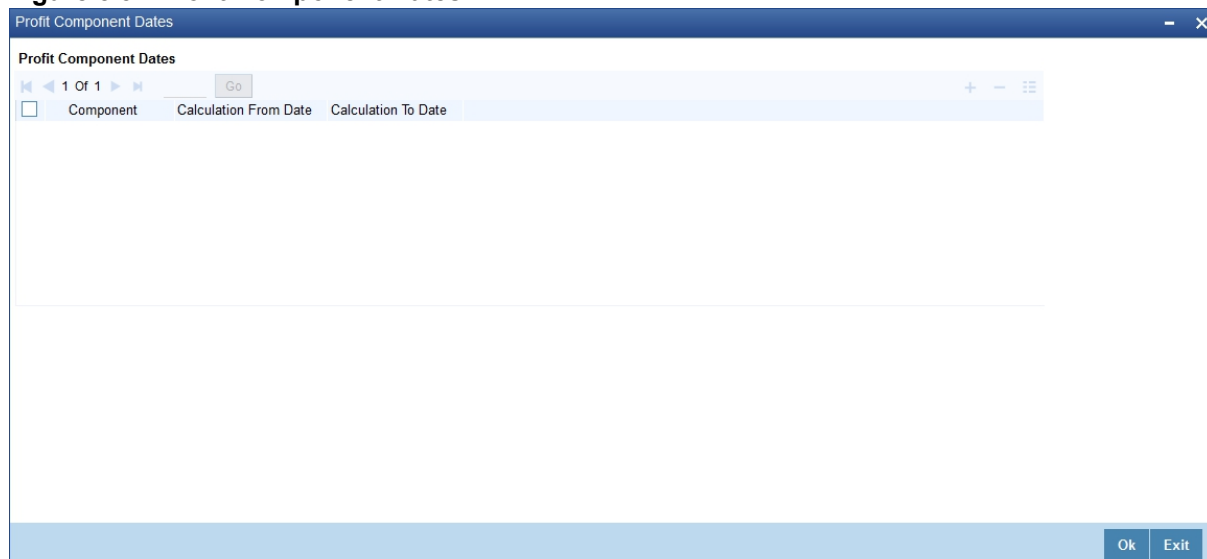 Profit Component Dates
Profit Component Dates
1 Of 1 Go
Component Calculation From Date Calculation To Date
Ok Exit